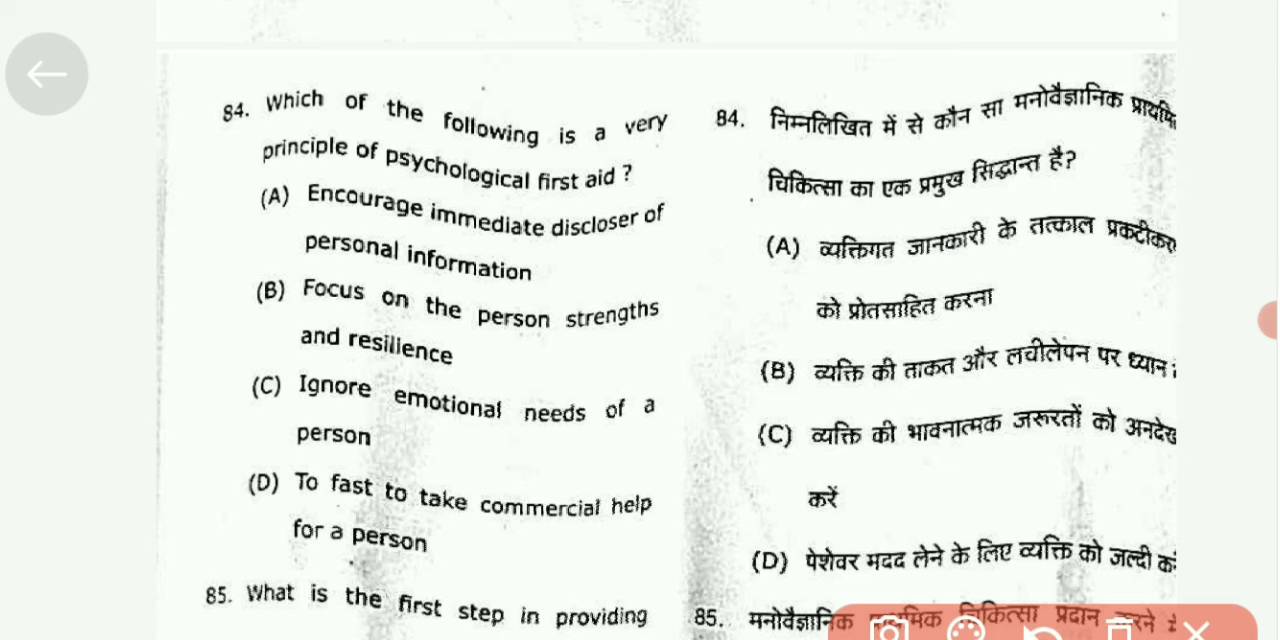 84. Which of the following is a very
principle of psychological first aid ?
(A) Encourage immediate discloser of
personal information
(B) Focus on the person strengths
and resilience
(C) Ignore emotional needs of a
person
(D) To fast to take commercial help
for a person
85. What is the first step in providing
84. निम्नलिखित में से कौन सा मनोवैज्ञानिक
चिकित्सा का एक प्रमुख सिद्धान्त है?
(A) व्यक्तिगत जानकारी के तत्काल
को प्रोतसाहित करना
(B) व्यक्ति की ताकत और लचीलेपन पर ध्यान
(C) व्यक्ति की भावनात्मक जरूरतों को
करें
(D) पेशेवर मदद लेने के लिए व्यक्ति को जल्दी
85. मनोवैज्ञानिक चिकित्सा प्रदान करने